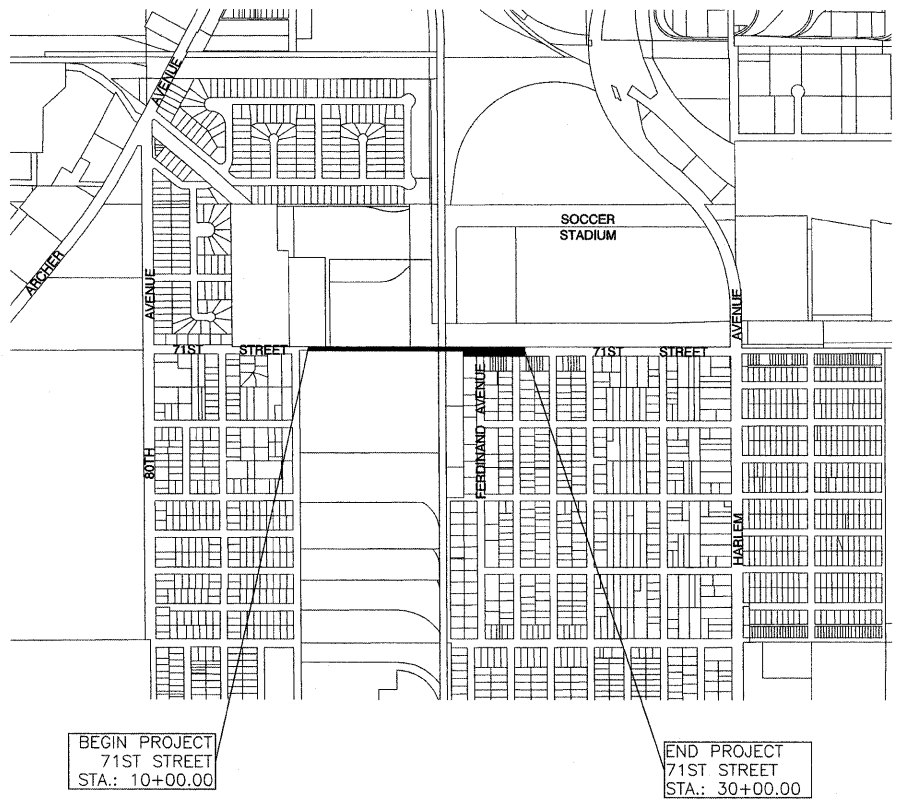 AVENUE
SOCCER
STADIUM
ARCHER
AVENUE
AVENUE
71ST STREET
71ST STREET
FERDINAND AVENUE
80TH
HARLEM
BEGIN PROJECT
71ST STREET
STA.: 10+00.00
END PROJECT
71ST STREET
STA.: 30+00.00